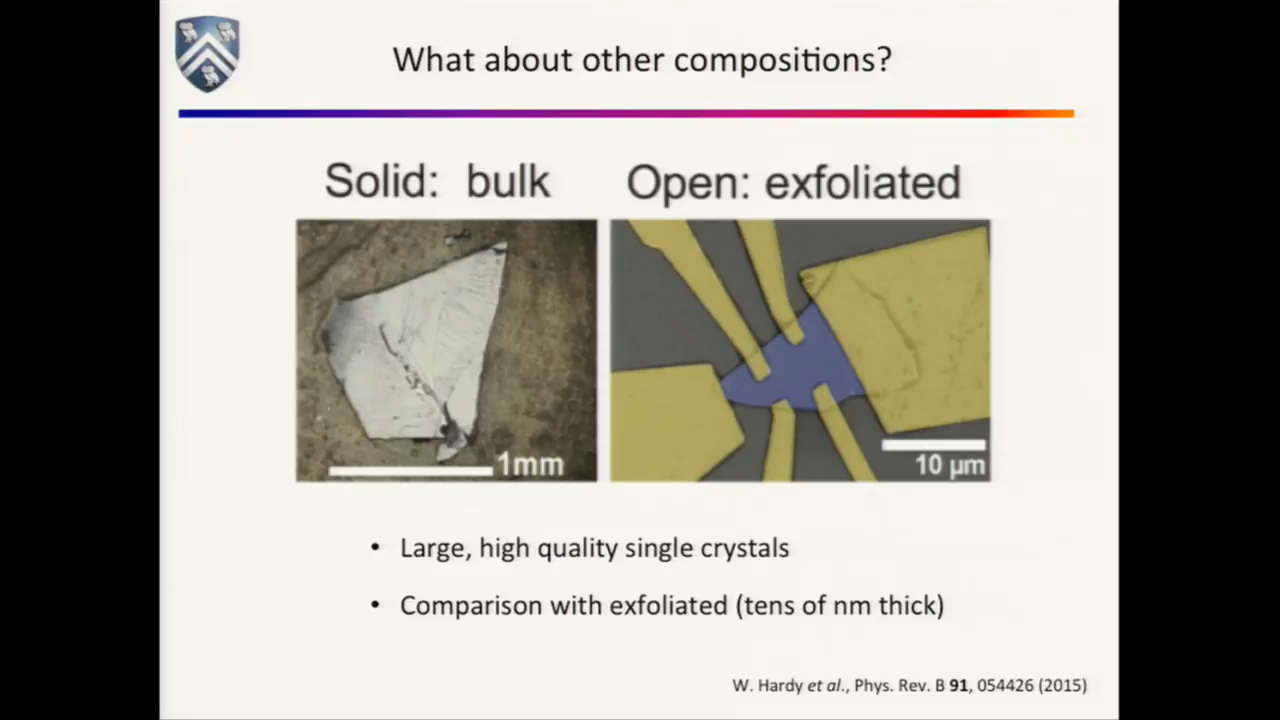 What about other compositions?
Solid: bulk
Open: exfoliated
1mm
10 µm
• Large, high quality single crystals
• Comparison with exfoliated (tens of nm thick)
W. Hardy et al., Phys. Rev. B 91, 054426 (2015)